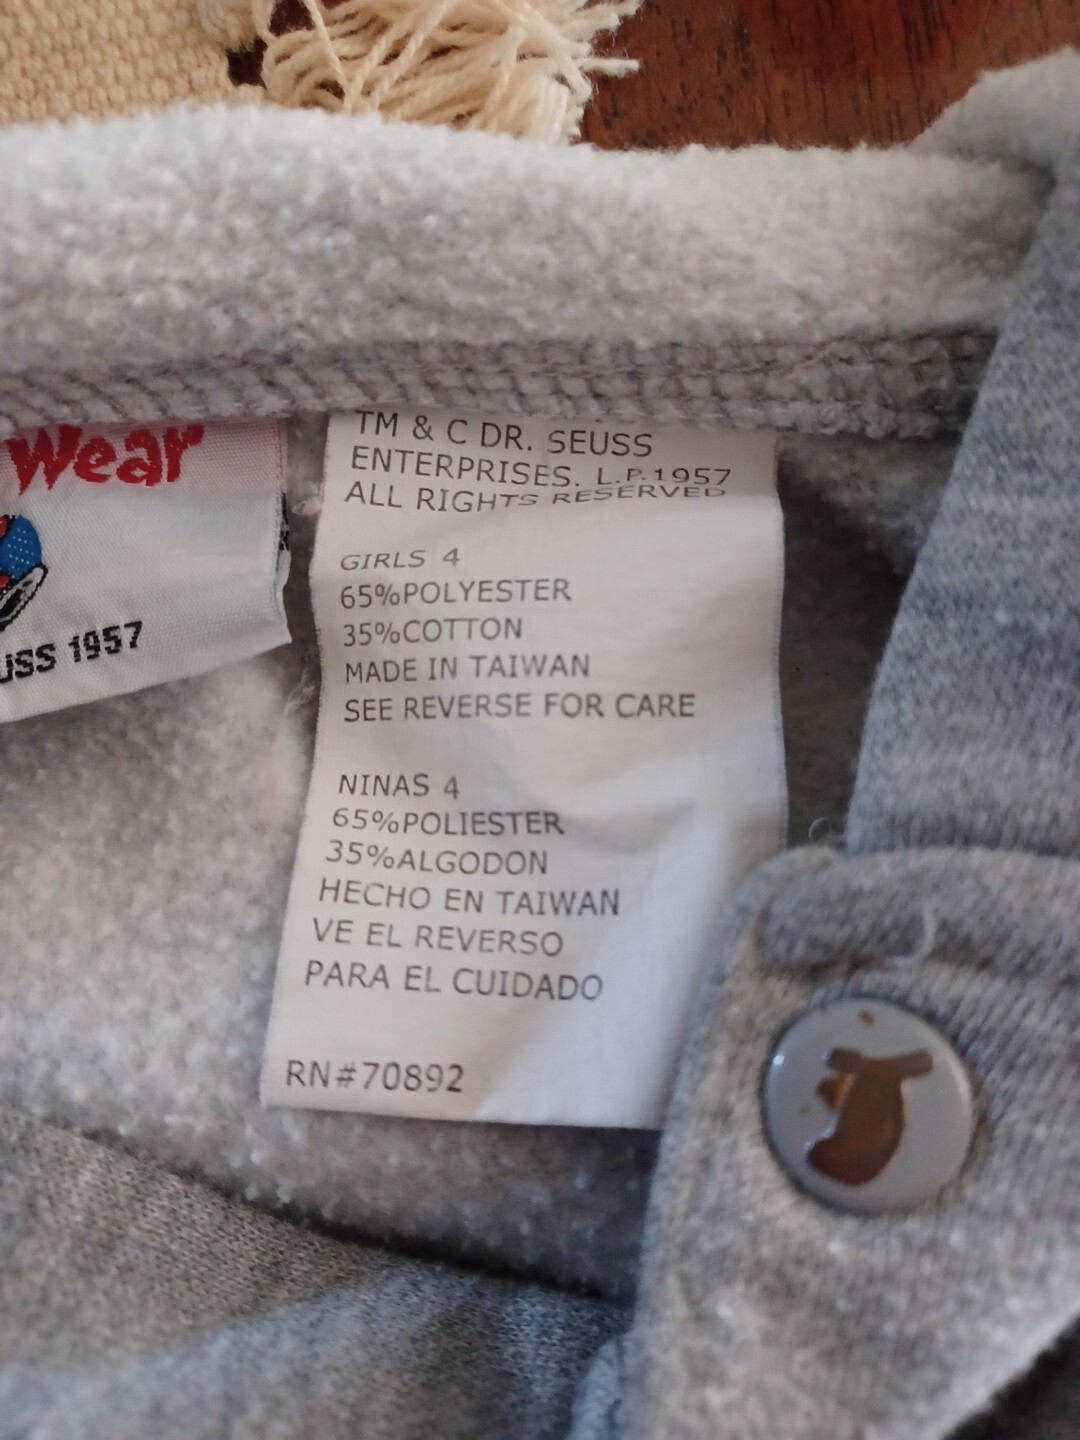 Wear
USS 1957
TM & C DR. SEUSS
ENTERPRISES. L.P.1957
ALL RIGHTS RESERVED
GIRLS 4
65%POLYESTER
35%COTTON
MADE IN TAIWAN
SEE REVERSE FOR CARE
NINAS 4
65%POLIESTER
35%ALGODON
HECHO EN TAIWAN
VE EL REVERSO
PARA EL CUIDADO
RN#70892